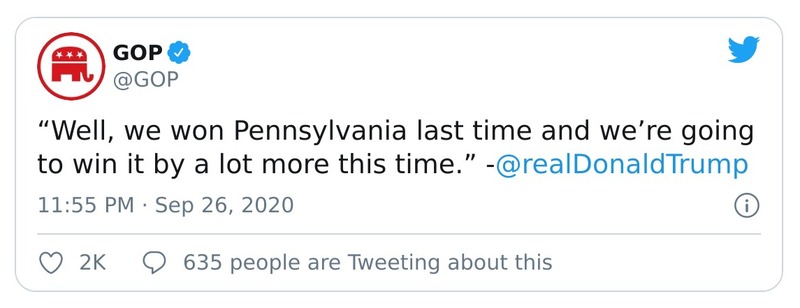 GOP
@GOP
“Well, we won Pennsylvania last time and we’re going
to win it by a lot more this time.” -@realDonaldTrump
11:55 PM · Sep 26, 2020
2K 635 people are Tweeting about this